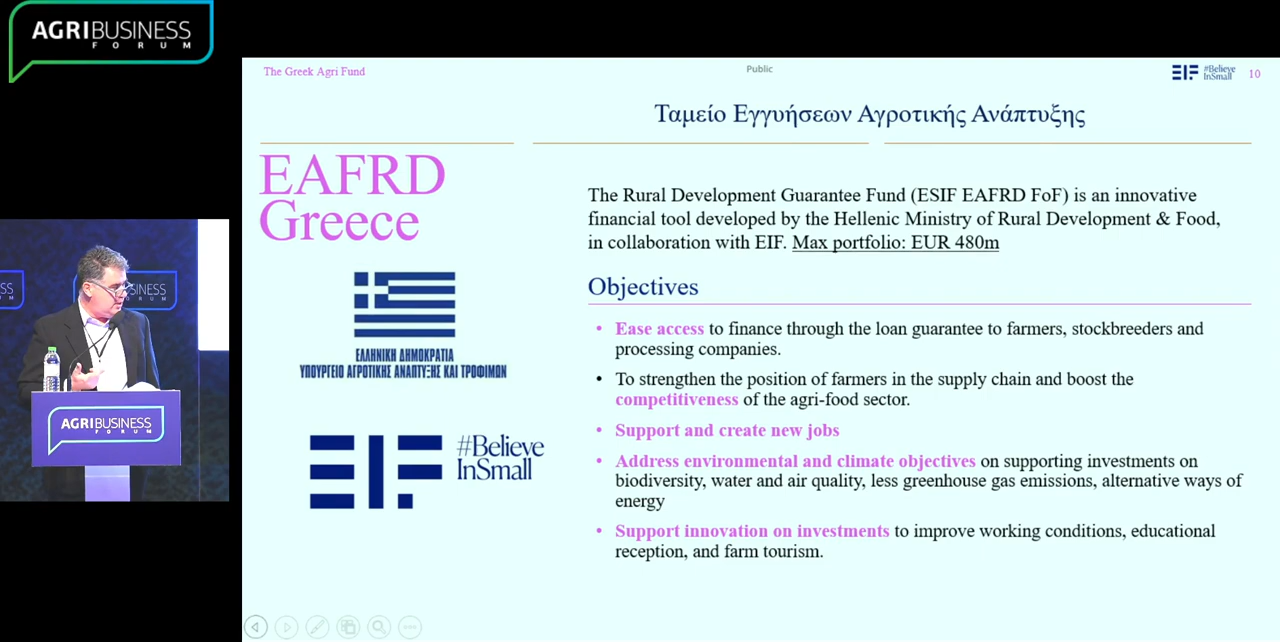 AGRIBUSINESS
FORUM
The Greek Agri Fund
Public
EIF #Believe
InSmall
10
Ταμείο Εγγυήσεων Αγροτικής Ανάπτυξης
EAFRD
Greece
The Rural Development Guarantee Fund (ESIF EAFRD FoF) is an innovative
financial tool developed by the Hellenic Ministry of Rural Development & Food,
in collaboration with EIF. Max portfolio: EUR 480m
Objectives
• Ease access to finance through the loan guarantee to farmers, stockbreeders and
processing companies.
• To strengthen the position of farmers in the supply chain and boost the
competitiveness of the agri-food sector.
• Support and create new jobs
• Address environmental and climate objectives on supporting investments on
biodiversity, water and air quality, less greenhouse gas emissions, alternative ways of
energy
• Support innovation on investments to improve working conditions, educational
reception, and farm tourism.
ΕΛΛΗΝΙΚΗ ΔΗΜΟΚΡΑΤΙΑ
ΥΠΟΥΡΓΕΙΟ ΑΓΡΟΤΙΚΗΣ ΑΝΑΠΤΥΞΗΣ ΚΑΙ ΤΡΟΦΙΜΩΝ
EIF #Believe
InSmall
SS
M
SINESS
FORUM
AGRIBUSINESS
FORUM